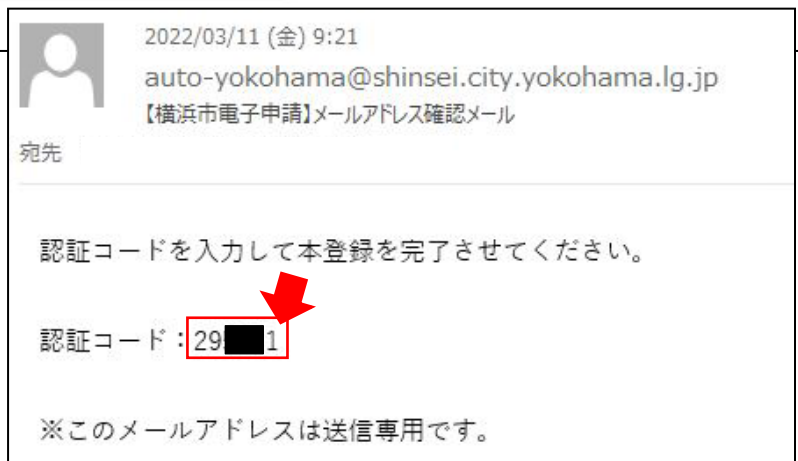 2022/03/11 (金) 9:21
auto-yokohama@shinsei.city.yokohama.lg.jp
【横浜市電子申請】メールアドレス確認メール
宛先
認証コードを入力して本登録を完了させてください。
認証コード：29 1
※このメールアドレスは送信専用です。